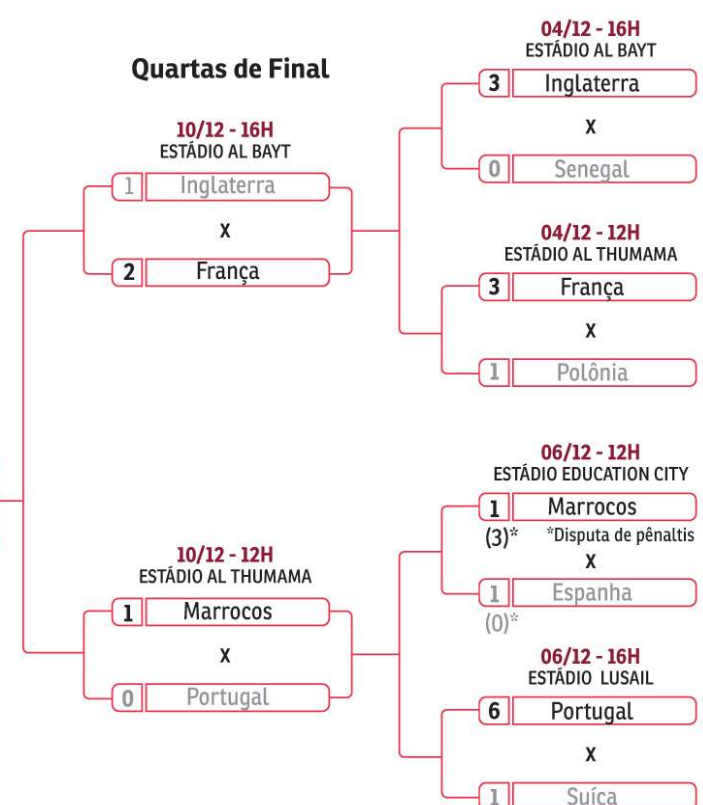 Quartas de Final
10/12 - 16H
ESTÁDIO AL BAYT
1 Inglaterra
X
2 França
10/12 - 12H
ESTÁDIO AL THUMAMA
1 Marrocos
X
0 Portugal
04/12 - 16H
ESTÁDIO AL BAYT
3 Inglaterra
X
0 Senegal
04/12 - 12H
ESTÁDIO AL THUMAMA
3 França
X
1 Polônia
06/12 - 12H
ESTÁDIO EDUCATION CITY
1 Marrocos
(3)* *Disputa de pênaltis
X
1 Espanha
(0)*
06/12 - 16H
ESTÁDIO LUSAIL
6 Portugal
X
1 Suíça